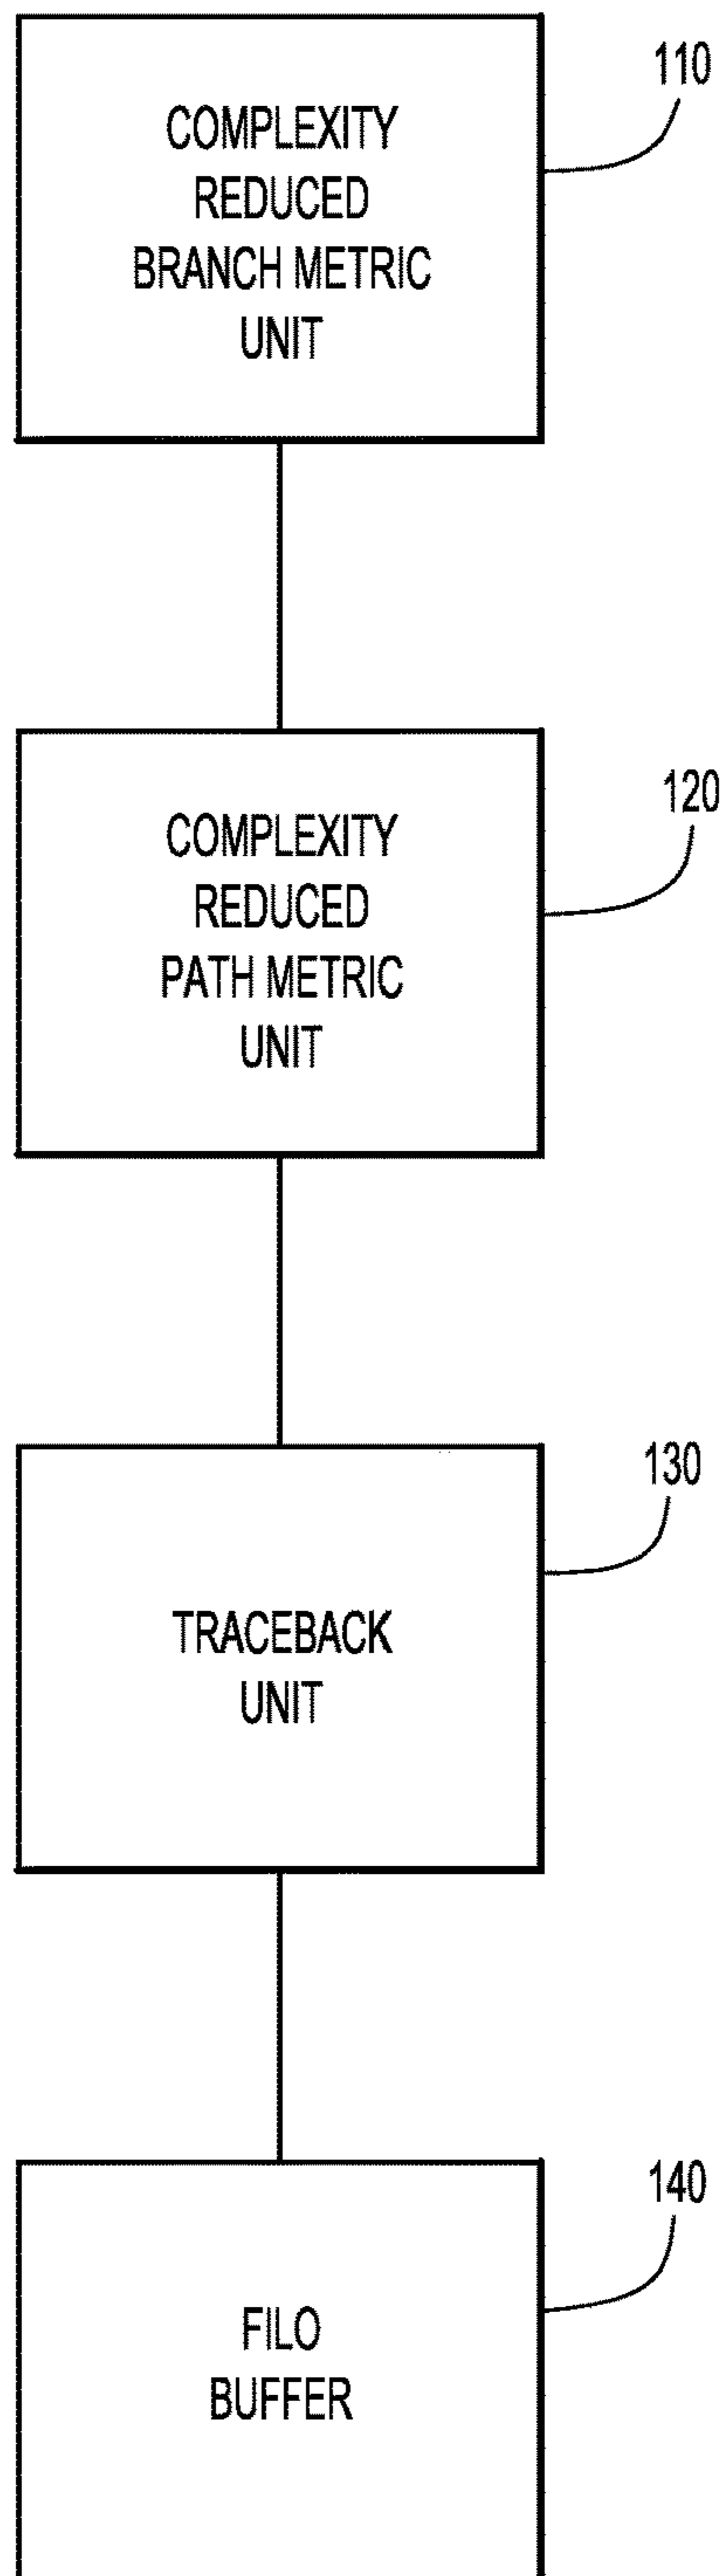 110
COMPLEXITY
REDUCED
BRANCH METRIC
UNIT
120
COMPLEXITY
REDUCED
PATH METRIC
UNIT
130
TRACEBACK
UNIT
140
FILO
BUFFER